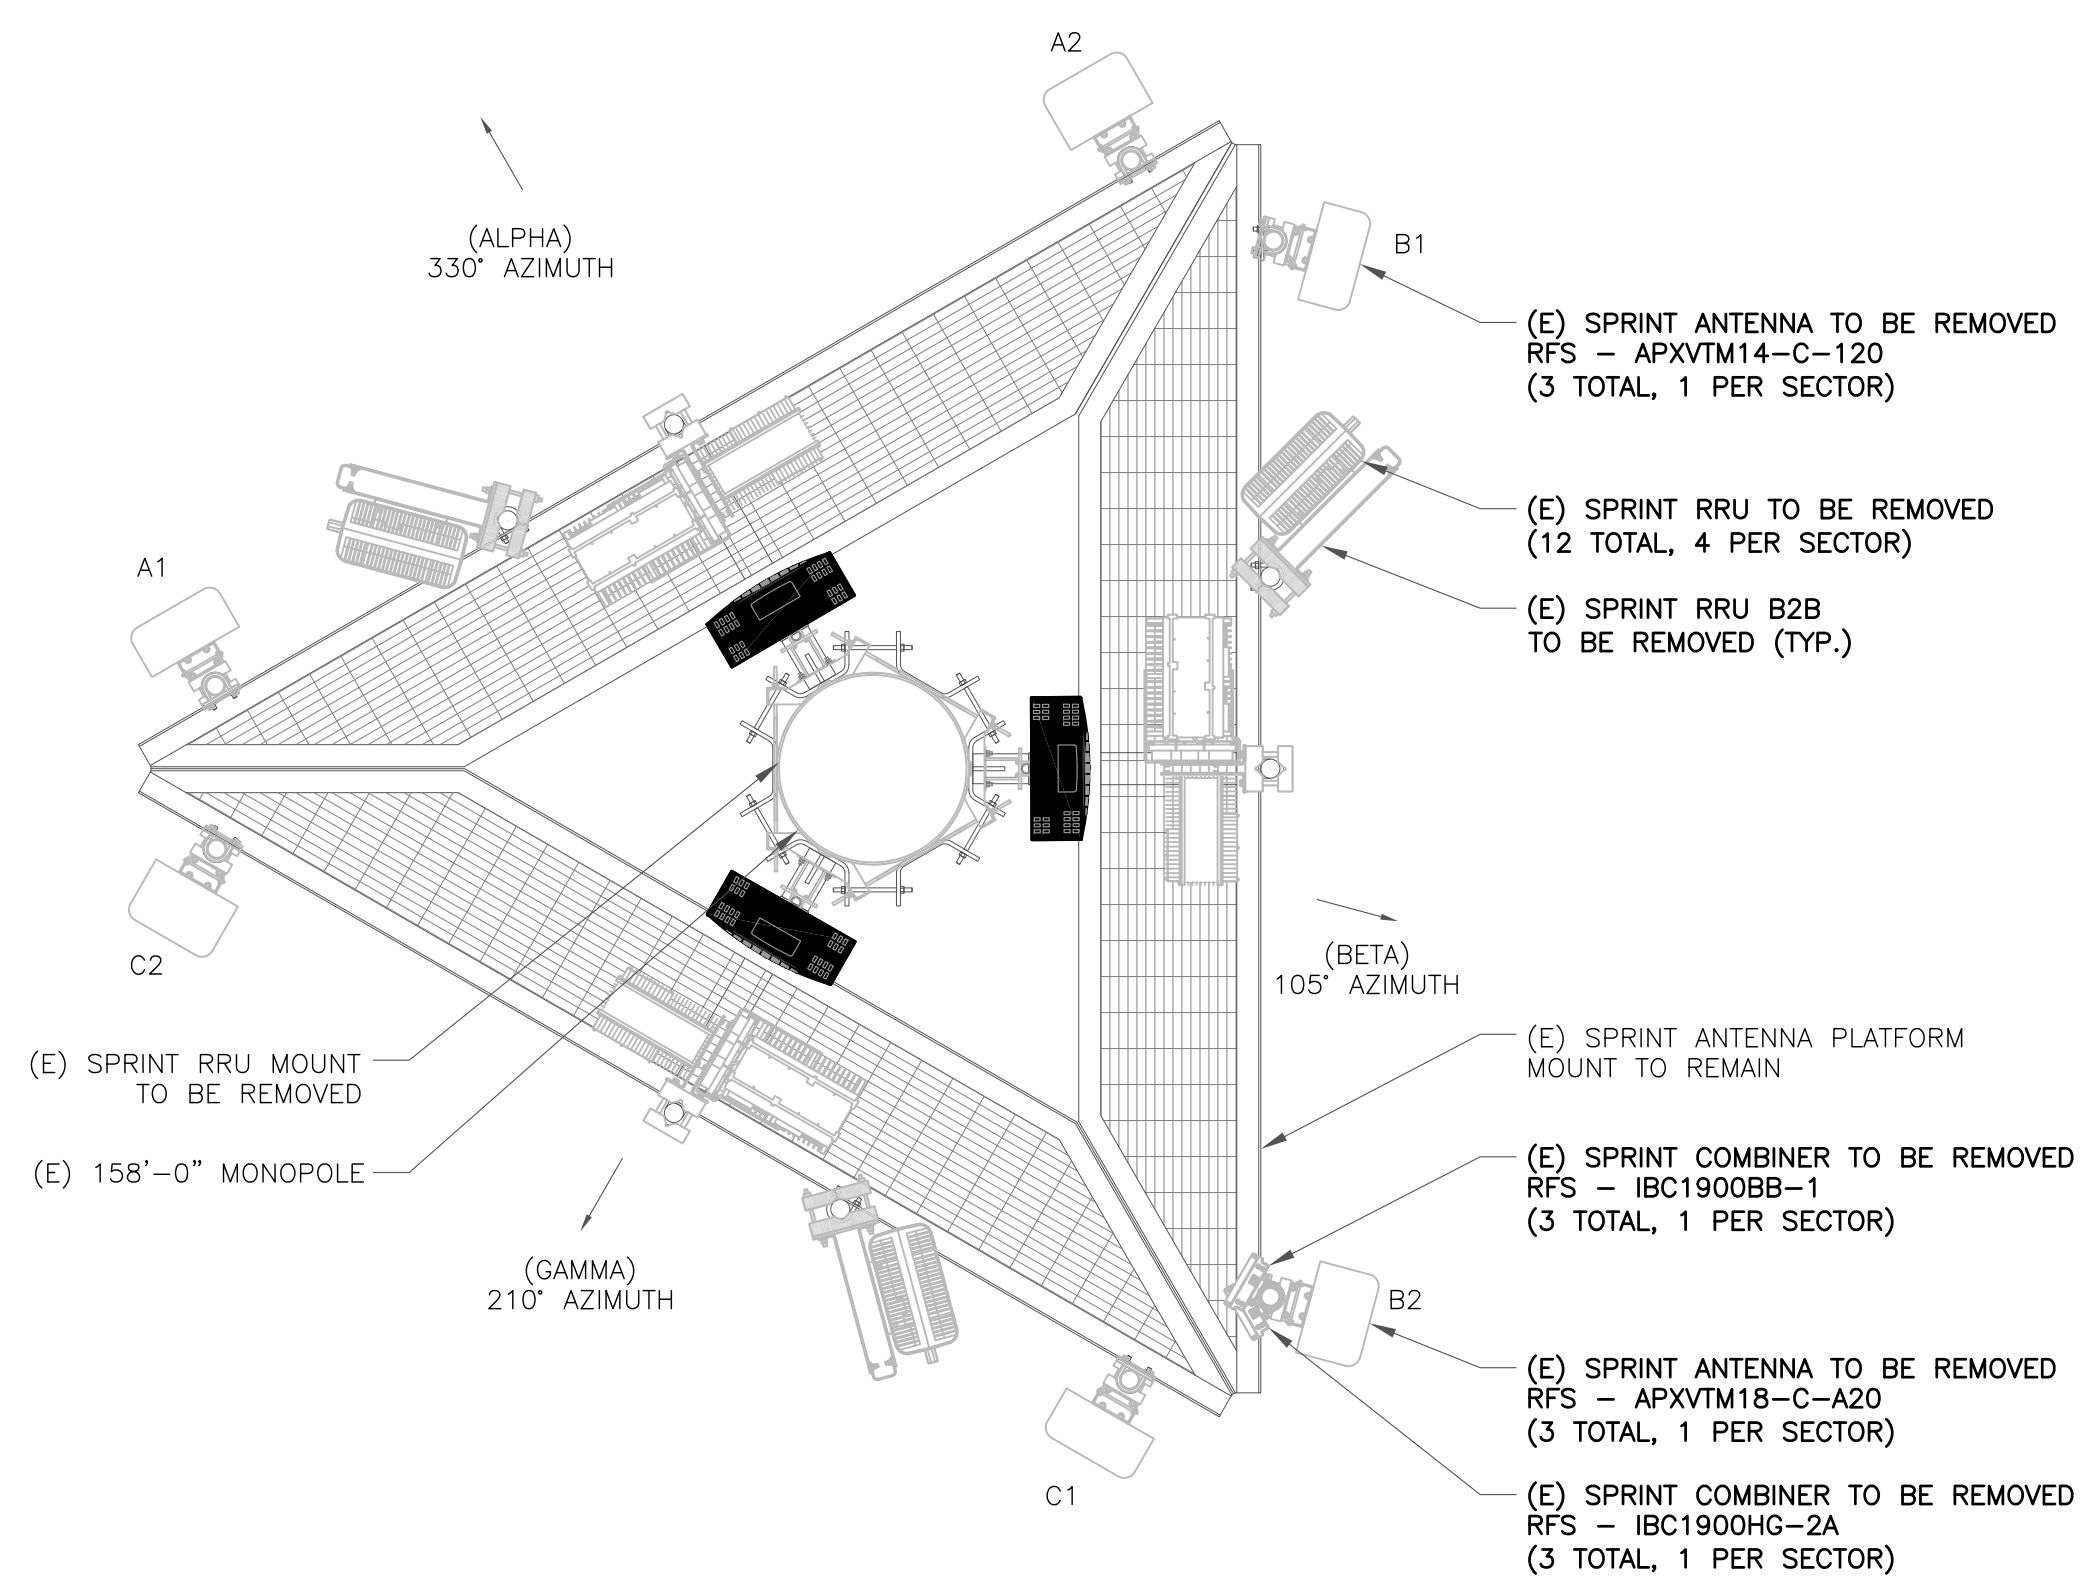 A2
(ALPHA)
330° AZIMUTH
B1
(E) SPRINT ANTENNA TO BE REMOVED
RFS – APXVTM14–C–120
(3 TOTAL, 1 PER SECTOR)
(E) SPRINT RRU TO BE REMOVED
(12 TOTAL, 4 PER SECTOR)
A1
(E) SPRINT RRU B2B
TO BE REMOVED (TYP.)
C2
(BETA)
105° AZIMUTH
(E) SPRINT RRU MOUNT
TO BE REMOVED
(E) SPRINT ANTENNA PLATFORM
MOUNT TO REMAIN
(E) 158'–0" MONOPOLE
(E) SPRINT COMBINER TO BE REMOVED
RFS – IBC1900BB–1
(3 TOTAL, 1 PER SECTOR)
(GAMMA)
210° AZIMUTH
B2
(E) SPRINT ANTENNA TO BE REMOVED
RFS – APXVTM18–C–A20
(3 TOTAL, 1 PER SECTOR)
C1
(E) SPRINT COMBINER TO BE REMOVED
RFS – IBC1900HG–2A
(3 TOTAL, 1 PER SECTOR)